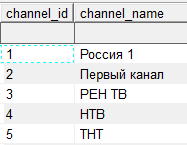 channel_id channel_name
1 Россия 1
2 Первый канал
3 РЕН ТВ
4 НТВ
5 ТНТ